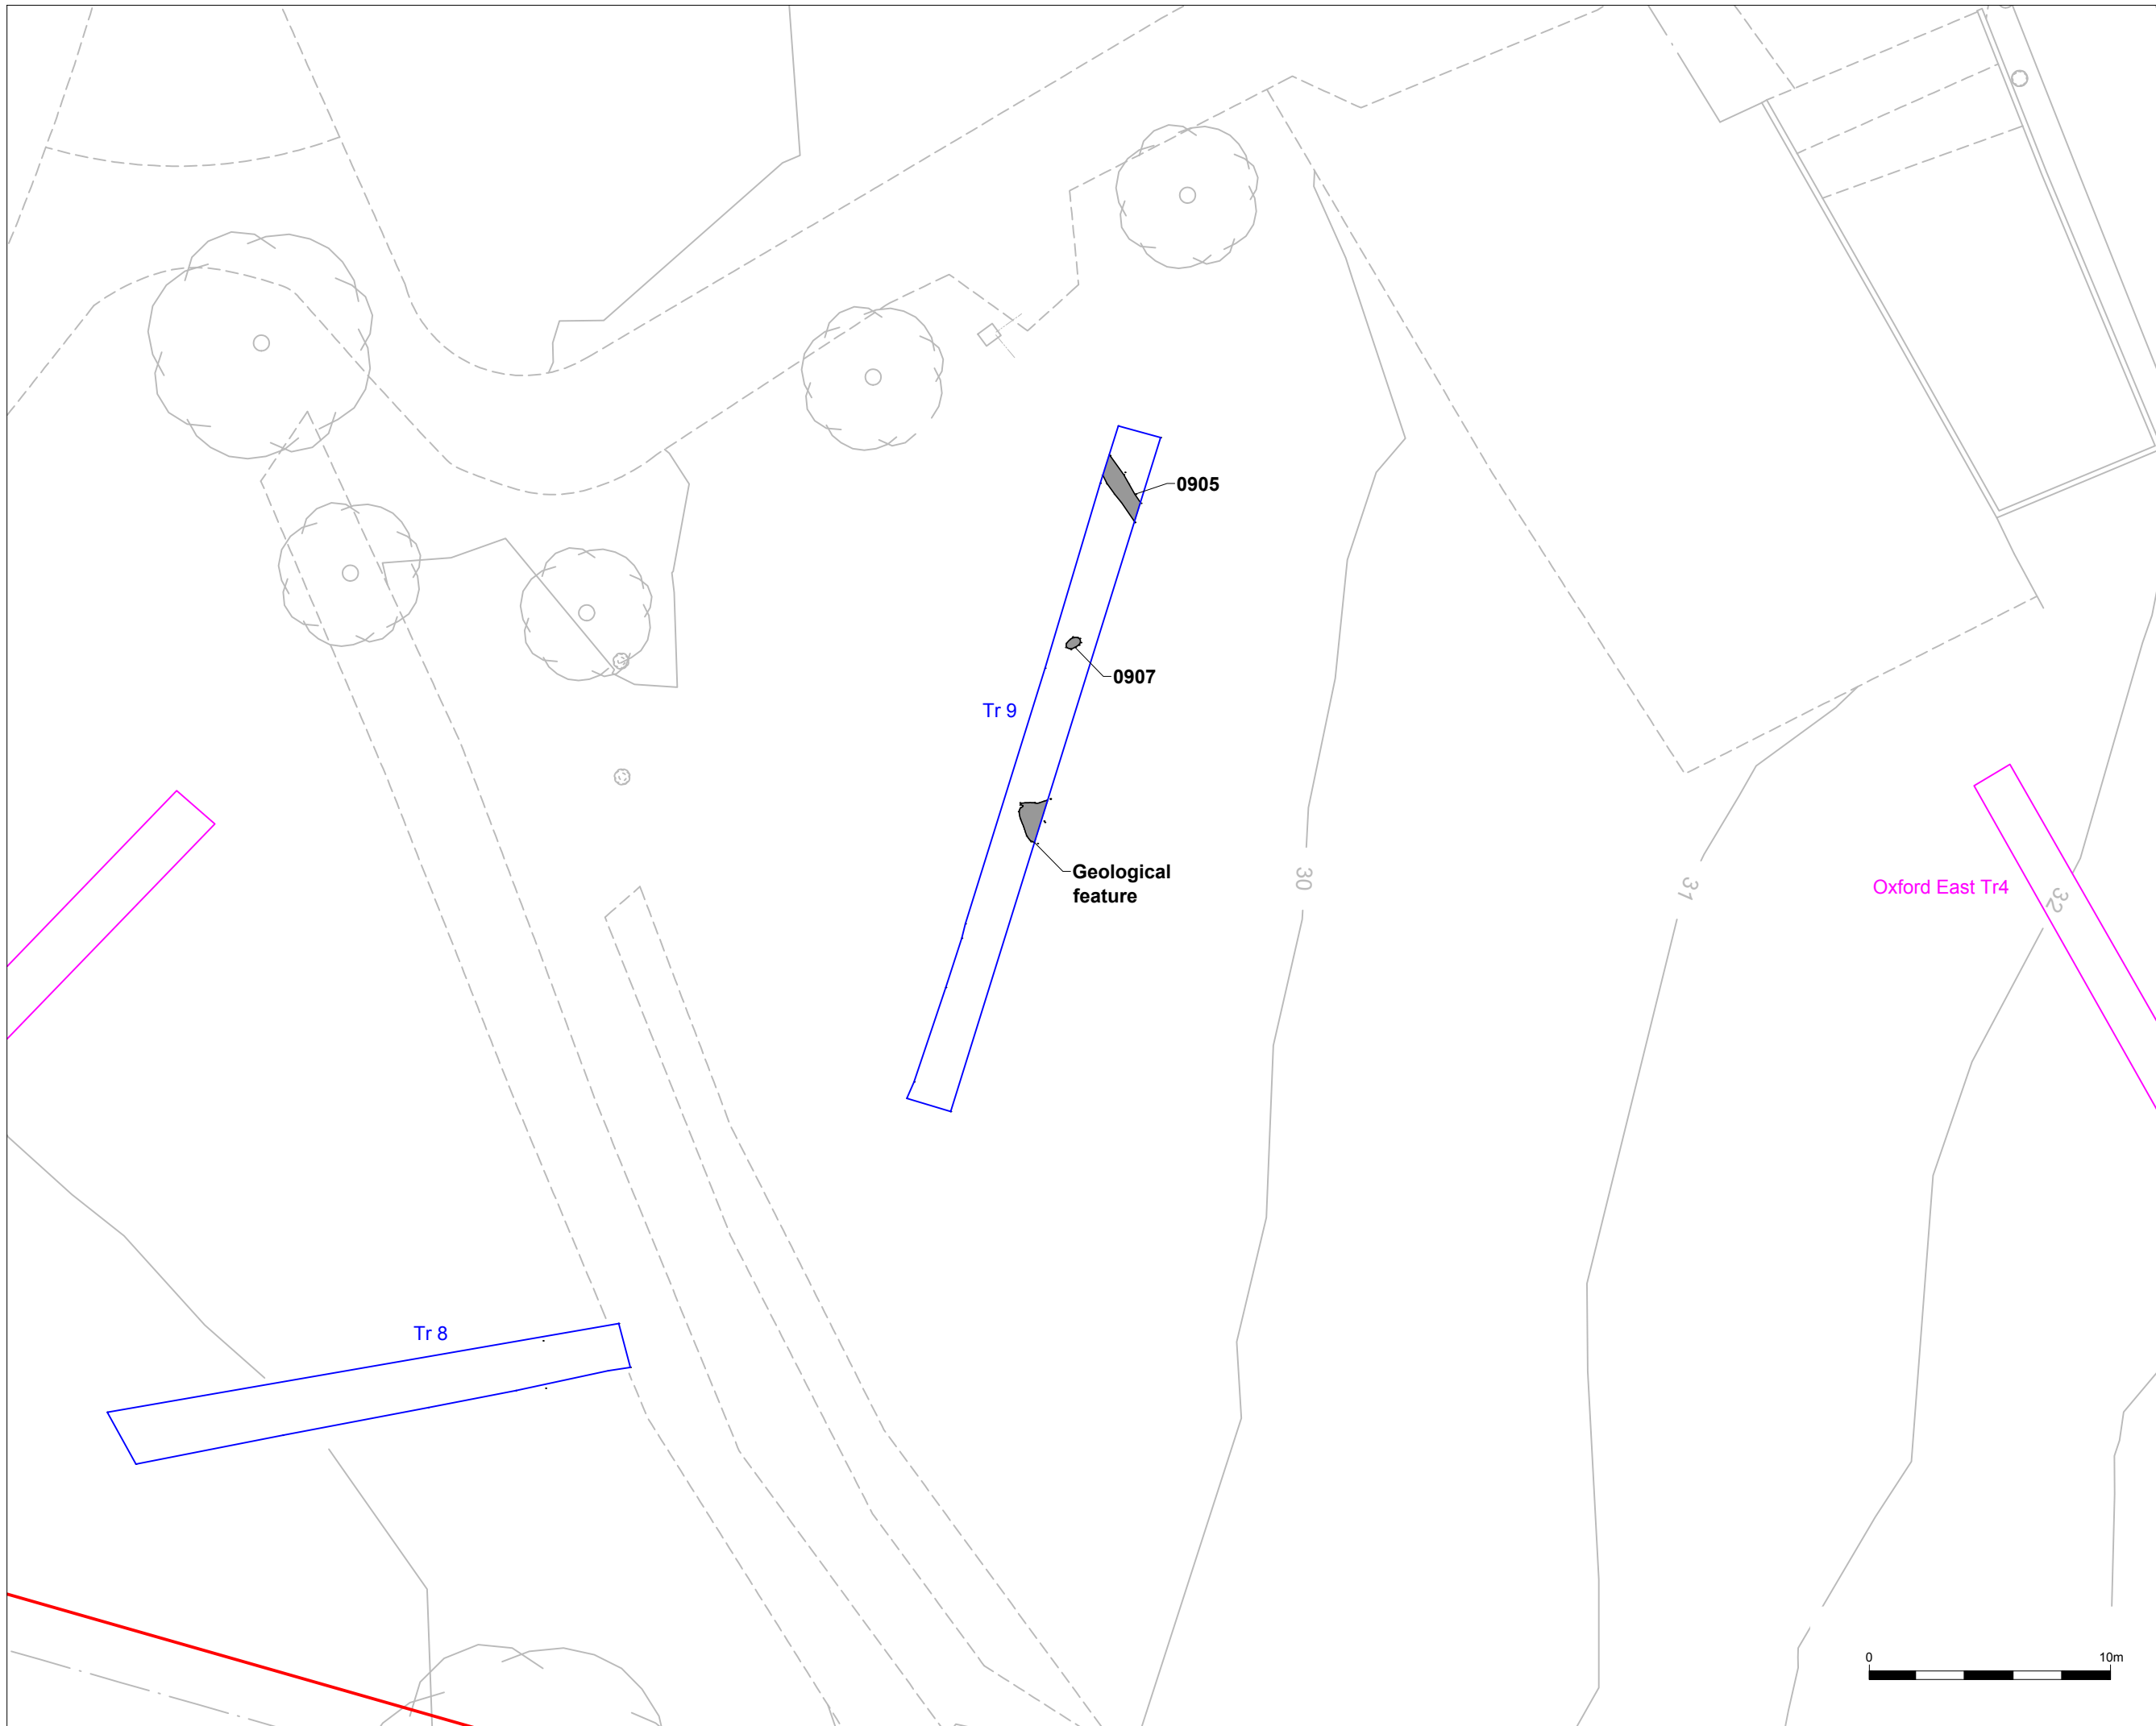 0905
0907
Tr 9
Geological
feature
30
31
Oxford East Tr4
32
Tr 8
0
10m